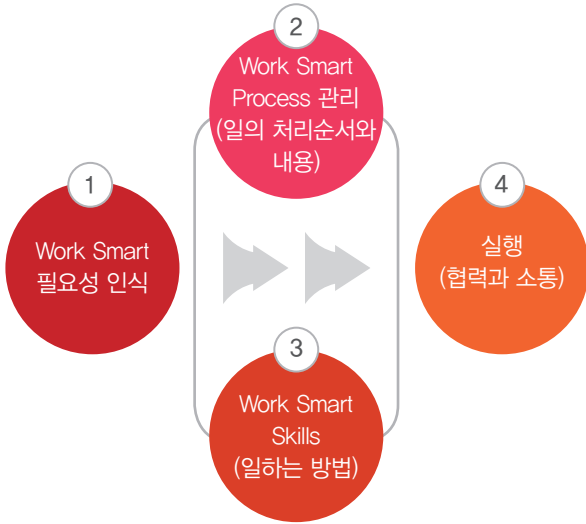 1
Work Smart
필요성 인식
2
Work Smart
Process 관리
(일의 처리순서와
내용)
3
Work Smart
Skills
(일하는 방법)
4
실행
(협력과 소통)